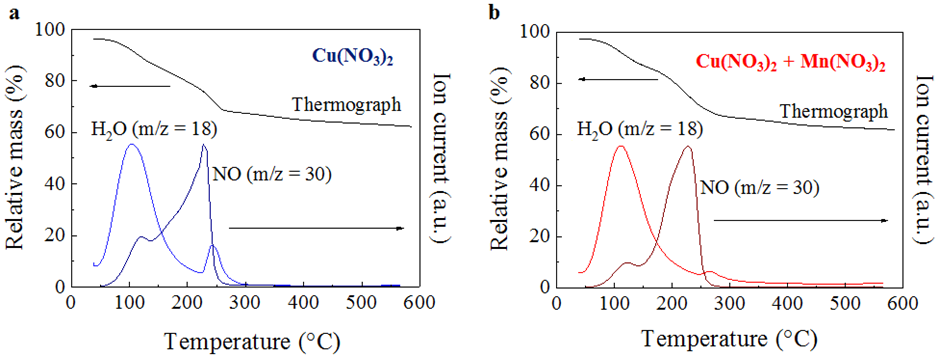 a
Cu(NO₃)₂
Thermograph
H₂O (m/z = 18)
NO (m/z = 30)
Relative mass (%)
Ion current (a.u.)
100
80
60
40
20
0
0 100 200 300 400 500 600
Temperature (°C)
b
Cu(NO₃)₂ + Mn(NO₃)₂
Thermograph
H₂O (m/z = 18)
NO (m/z = 30)
Relative mass (%)
Ion current (a.u.)
100
80
60
40
20
0
0 100 200 300 400 500 600
Temperature (°C)